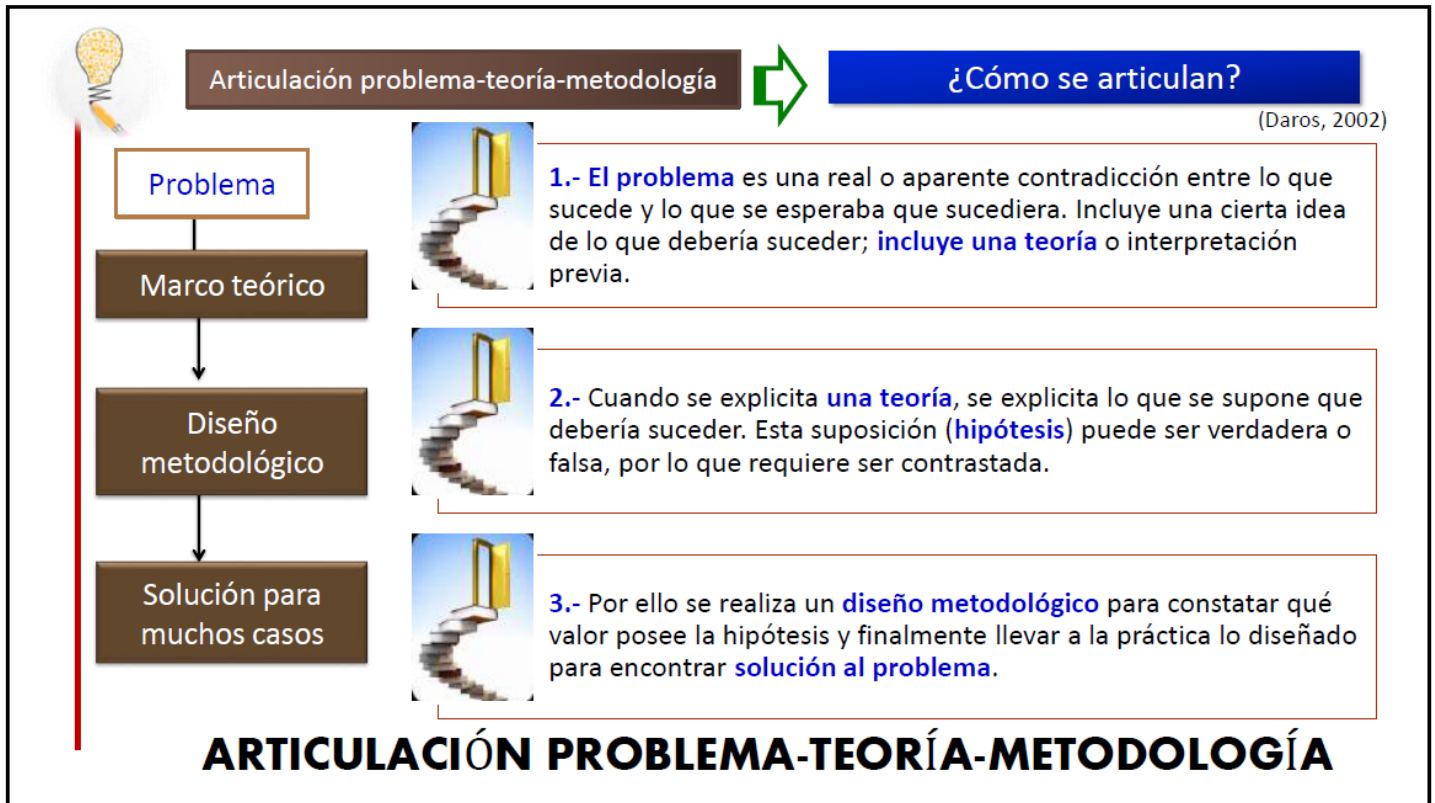 Articulación problema-teoría-metodología
¿Cómo se articulan?
(Daros, 2002)
Problema
Marco teórico
Diseño
metodológico
Solución para
muchos casos
1.- El problema es una real o aparente contradicción entre lo que
sucede y lo que se esperaba que sucediera. Incluye una cierta idea
de lo que debería suceder; incluye una teoría o interpretación
previa.
2.- Cuando se explicita una teoría, se explicita lo que se supone que
debería suceder. Esta suposición (hipótesis) puede ser verdadera o
falsa, por lo que requiere ser contrastada.
3.- Por ello se realiza un diseño metodológico para constatar qué
valor posee la hipótesis y finalmente llevar a la práctica lo diseñado
para encontrar solución al problema.
ARTICULACIÓN PROBLEMA-TEORÍA-METODOLOGÍA